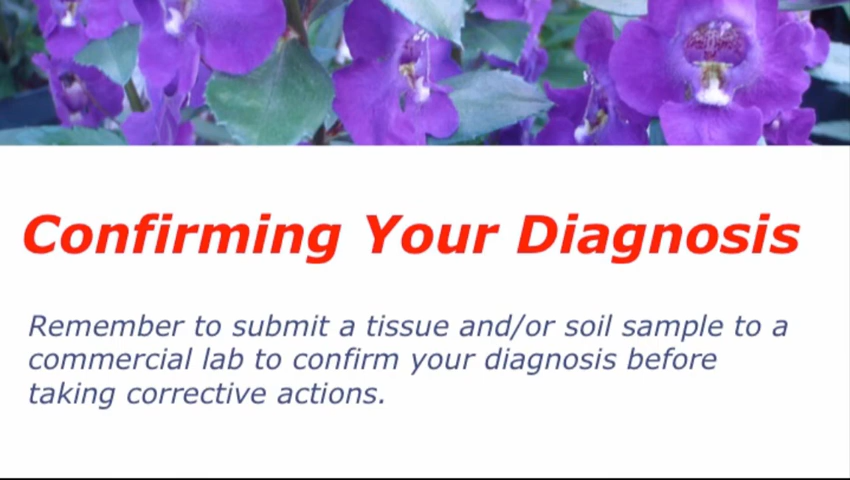 Confirming Your Diagnosis
Remember to submit a tissue and/or soil sample to a
commercial lab to confirm your diagnosis before
taking corrective actions.